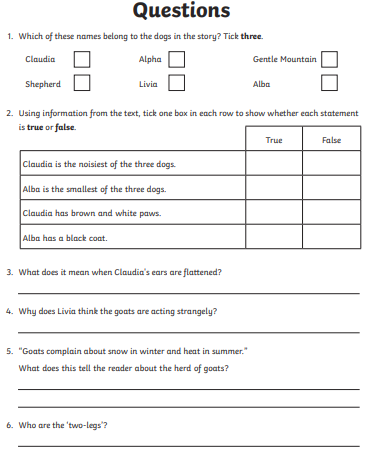 Questions
1. Which of these names belong to the dogs in the story? Tick three.
Claudia Alpha Gentle Mountain
Shepherd Livia Alba
2. Using information from the text, tick one box in each row to show whether each statement
is true or false.
True False
Claudia is the noisiest of the three dogs.
Alba is the smallest of the three dogs.
Claudia has brown and white paws.
Alba has a black coat.
3. What does it mean when Claudia's ears are flattened?
4. Why does Livia think the goats are acting strangely?
5. "Goats complain about snow in winter and heat in summer."
What does this tell the reader about the herd of goats?
6. Who are the 'two-legs'?